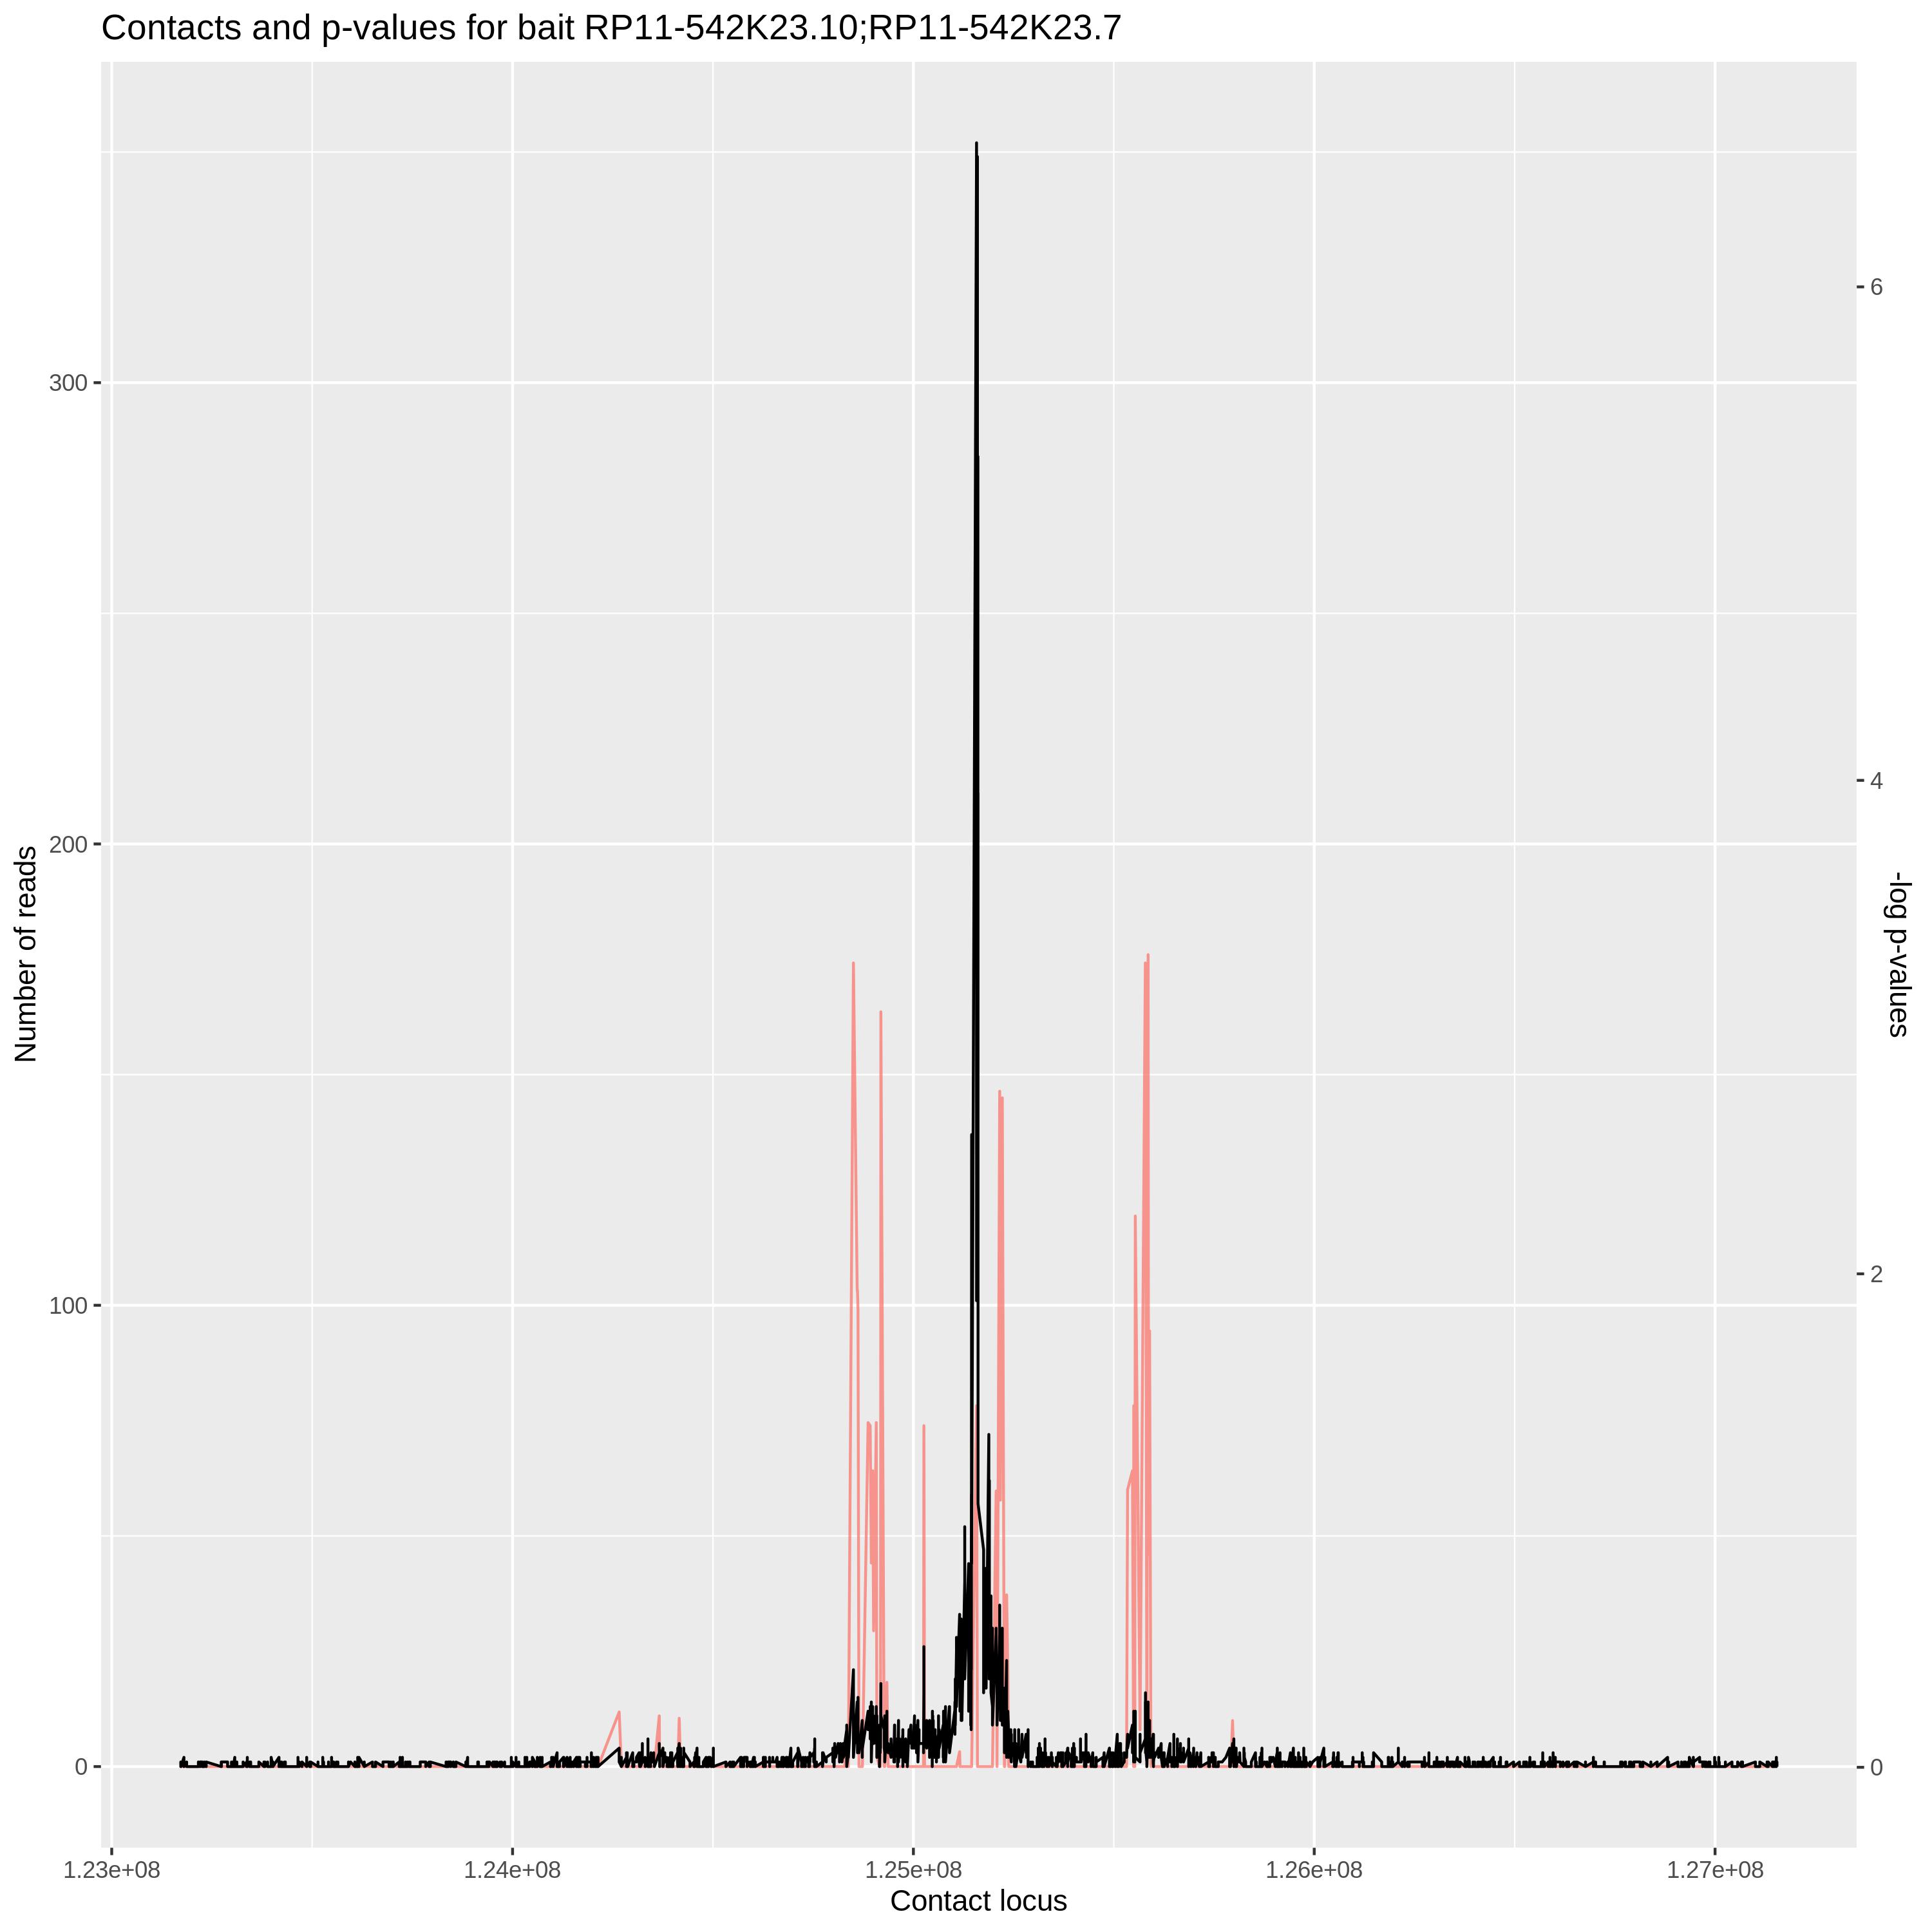 Contacts and p-values for bait RP11-542K23.10;RP11-542K23.7
Number of reads
300
200
100
0
6
4
2
0
-log p-values
1.23e+08 1.24e+08 1.25e+08 1.26e+08 1.27e+08
Contact locus